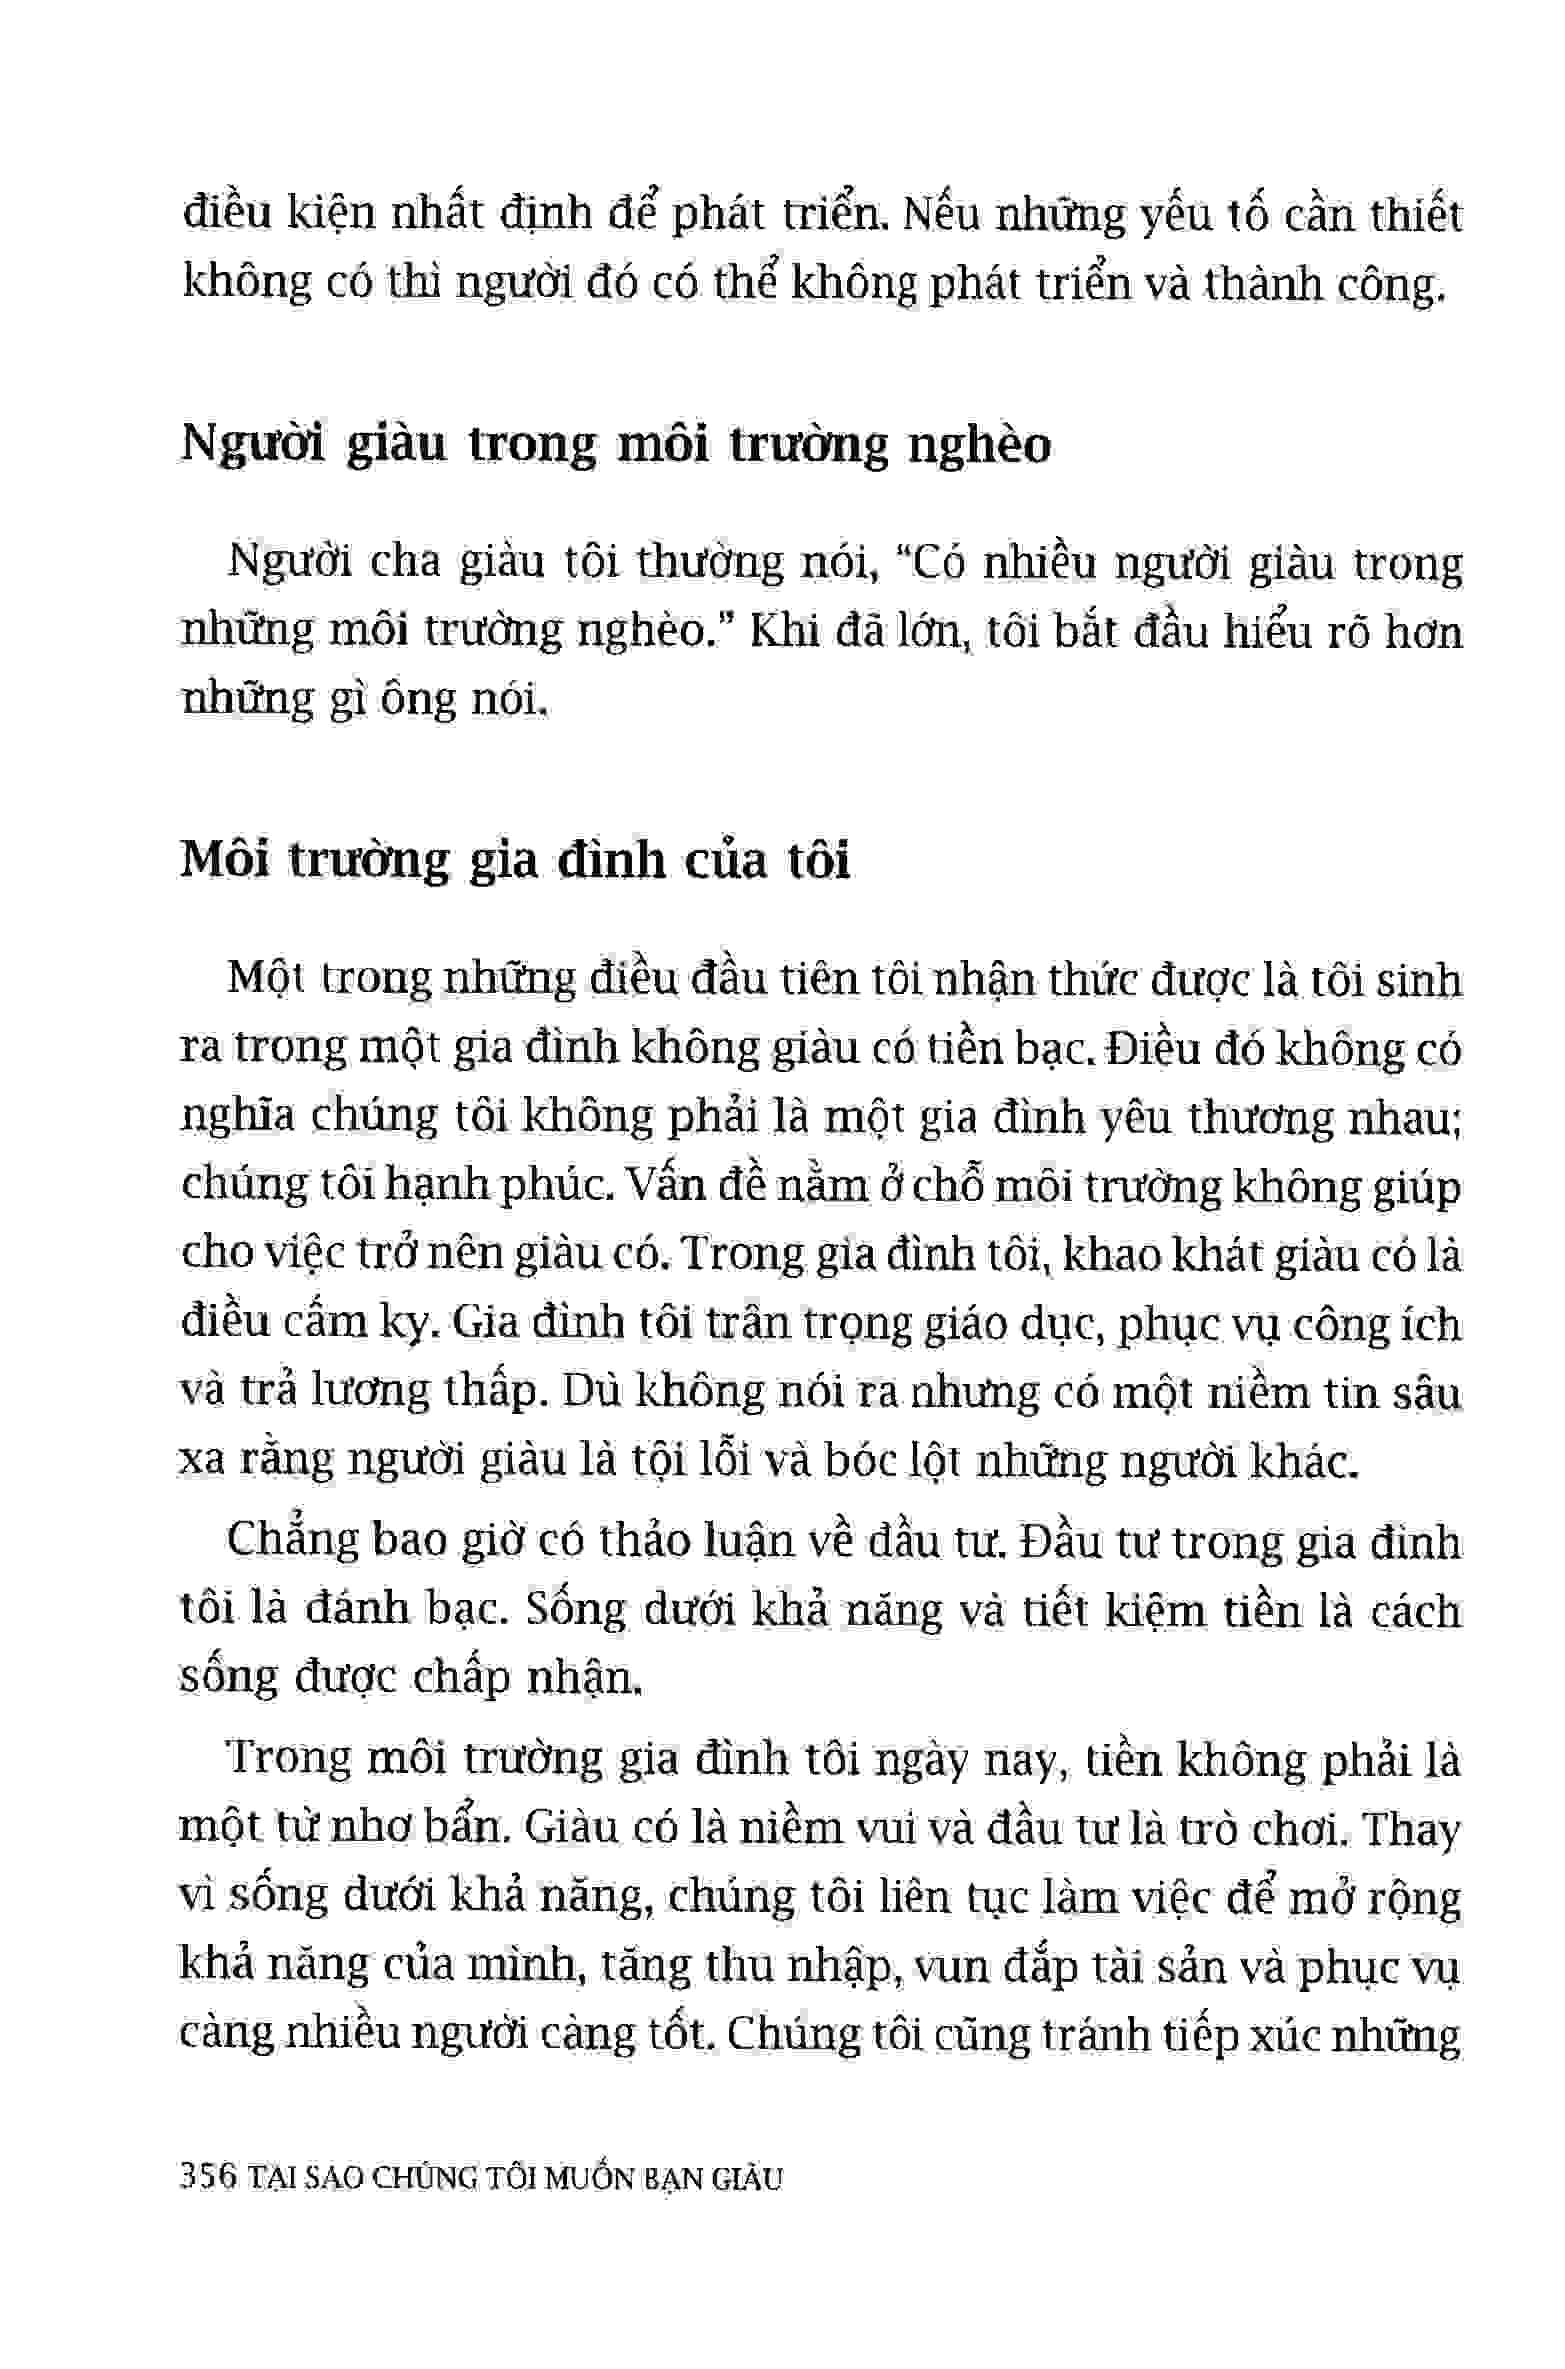 điều kiện nhất định để phát triển. Nếu những yếu tố cần thiết
không có thì người đó có thể không phát triển và thành công.
Người giàu trong môi trường nghèo
Người cha giàu tôi thường nói, “Có nhiều người giàu trong
những môi trường nghèo.” Khi đã lớn, tôi bắt đầu hiểu rõ hơn
những gì ông nói.
Môi trường gia đình của tôi
Một trong những điều đầu tiên tôi nhận thức được là tôi sinh
ra trong một gia đình không giàu có tiền bạc. Điều đó không có
nghĩa chúng tôi không phải là một gia đình yêu thương nhau;
chúng tôi hạnh phúc. Vấn đề nằm ở chỗ môi trường không giúp
cho việc trở nên giàu có. Trong gia đình tôi, khao khát giàu có là
điều cấm kỵ. Gia đình tôi trân trọng giáo dục, phục vụ công ích
và trả lương thấp. Dù không nói ra nhưng có một niềm tin sâu
xa rằng người giàu là tội lỗi và bóc lột những người khác.
Chẳng bao giờ có thảo luận về đầu tư. Đầu tư trong gia đình
tôi là đánh bạc. Sống dưới khả năng và tiết kiệm tiền là cách
sống được chấp nhận.
Trong môi trường gia đình tôi ngày nay, tiền không phải là
một từ nhơ bẩn. Giàu có là niềm vui và đầu tư là trò chơi. Thay
vì sống dưới khả năng, chúng tôi liên tục làm việc để mở rộng
khả năng của mình, tăng thu nhập, vun đắp tài sản và phục vụ
càng nhiều người càng tốt. Chúng tôi cũng tránh tiếp xúc những
356 TẠI SAO CHÚNG TÔI MUỐN BẠN GIÀU